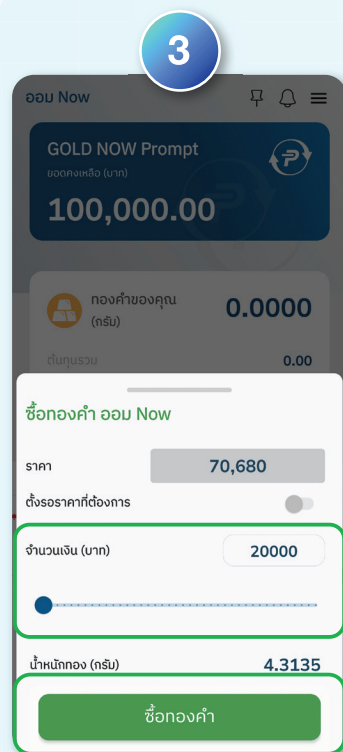 3
ออม Now
GOLD NOW Prompt
ยอดคงเหลือ (บาท)
100,000.00
ทองคำของคุณ
(กรัม)
0.0000
ต้นทุนรวม
0.00
ซื้อทองคำ ออม Now
ราคา
70,680
ตั้งรอราคาที่ต้องการ
จำนวนเงิน (บาท)
20000
น้ำหนักทอง (กรัม)
4.3135
ซื้อทองคำ